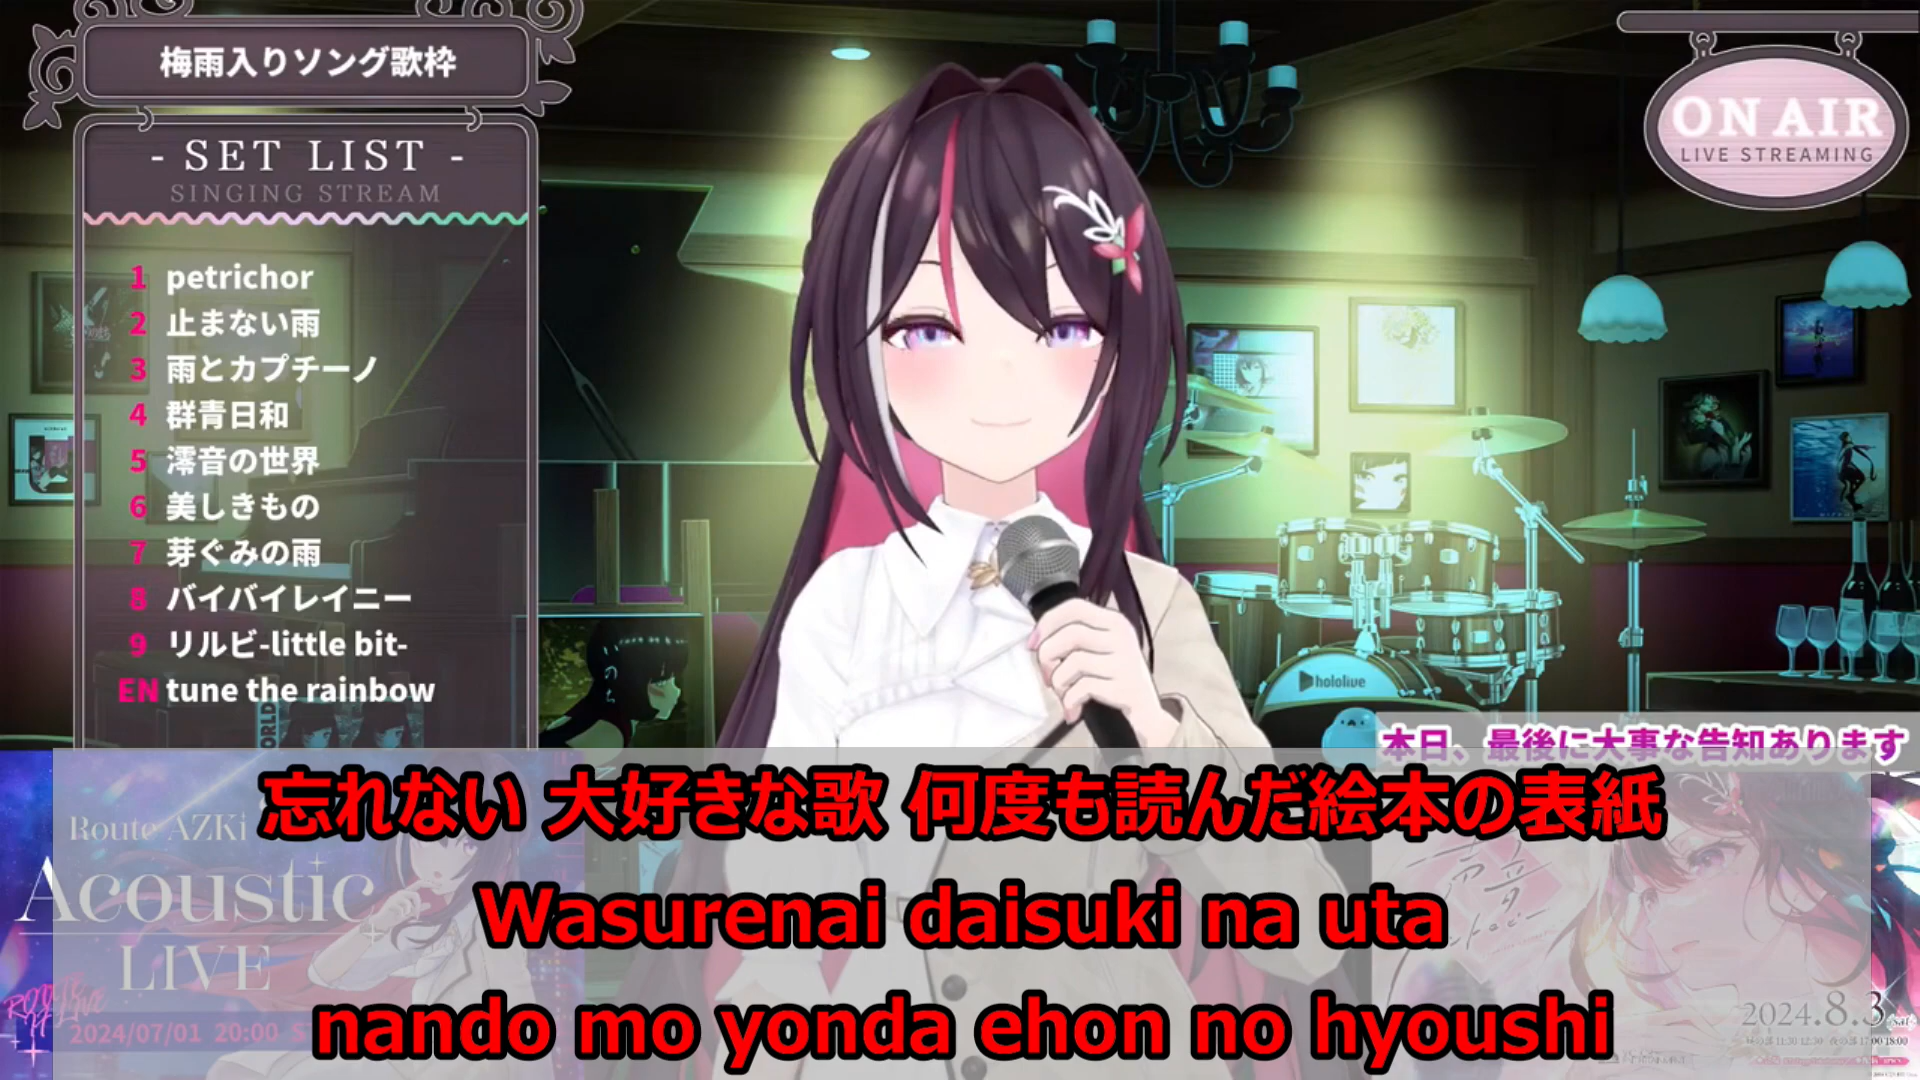 梅雨入りソング歌枠
- SET LIST -
SINGING STREAM
1 petrichor
2 止まない雨
3 雨とカプチーノ
4 群青日和
5 澪音の世界
6 美しきもの
7 芽ぐみの雨
8 バイバイレイニー
9 リルビ-little bit-
EN tune the rainbow
ON AIR
LIVE STREAMING
hololive
本日、最後に大事な告知あります
忘れない 大好きな歌 何度も読んだ絵本の表紙
Wasurenai daisuki na uta
nando mo yonda ehon no hyoushi
Route AZKi
Acoustic
LIVE
2024/07/01 20:00
2024.8.3 sat